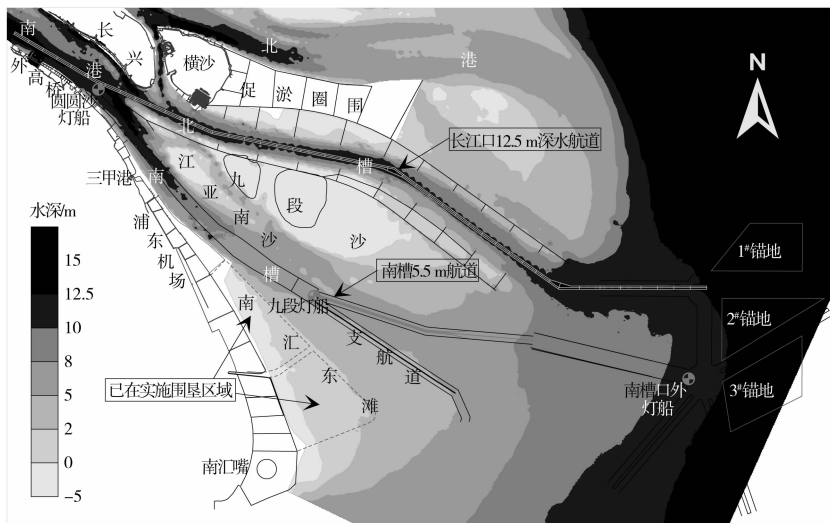 南港
北港
长兴
横沙
外高桥
圆圆沙
灯船
促淤圈围
N
北槽
长江口12.5 m深水航道
三甲港
江亚南沙
九段沙
南槽
浦东机场
水深/m
15
12.5
10
8
5
2
0
-5
南槽5.5 m航道
九段灯船
南汇东滩
支航道
已在实施围垦区域
南汇嘴
1#锚地
2#锚地
3#锚地
南槽口外
灯船